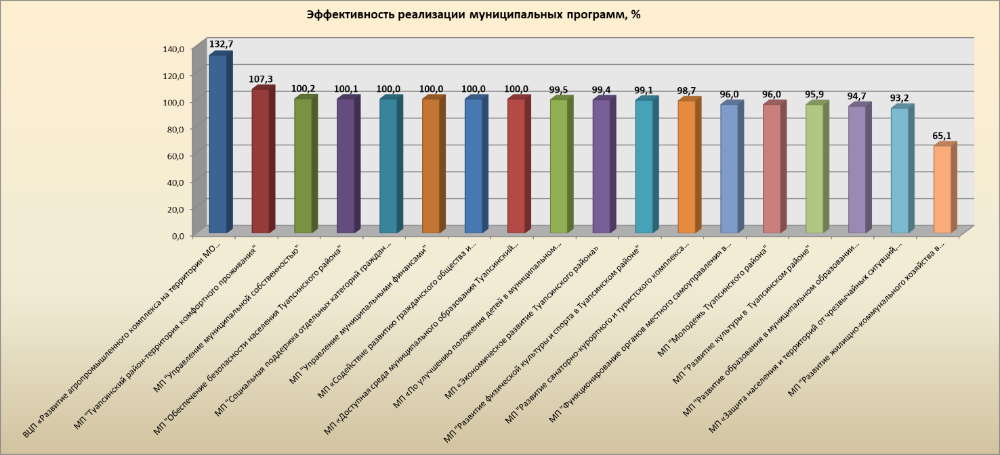 Эффективность реализации муниципальных программ, %
140,0
120,0
100,0
80,0
60,0
40,0
20,0
0,0
132,7
107,3
100,2
100,1
100,0
100,0
100,0
100,0
99,5
99,4
99,1
98,7
96,0
96,0
95,9
94,7
93,2
65,1
ВЦП «Развитие агропромышленного комплекса на территории МО...
МП "Туапсинский район-территория комфортного проживания"
МП "Управление муниципальной собственностью"
МП "Обеспечение безопасности населения Туапсинского района"
МП "Социальная поддержка отдельных категорий граждан...
МП "Управление муниципальными финансами"
МП «Содействие развитию гражданского общества и...
МП «Доступная среда муниципального образования Туапсинский...
МП «По улучшению положения детей в муниципальном...
МП «Экономическое развитие Туапсинского района»
МП "Развитие физической культуры и спорта в Туапсинском районе"
МП "Развитие санаторно-курортного и туристского комплекса...
МП "Функционирование органов местного самоуправления в...
МП "Молодежь Туапсинского района"
МП "Развитие культуры в Туапсинском районе"
МП "Развитие образования в муниципальном образовании...
МП «Защита населения и территорий от чрезвычайных ситуаций,...
МП "Развитие жилищно-коммунального хозяйства в...